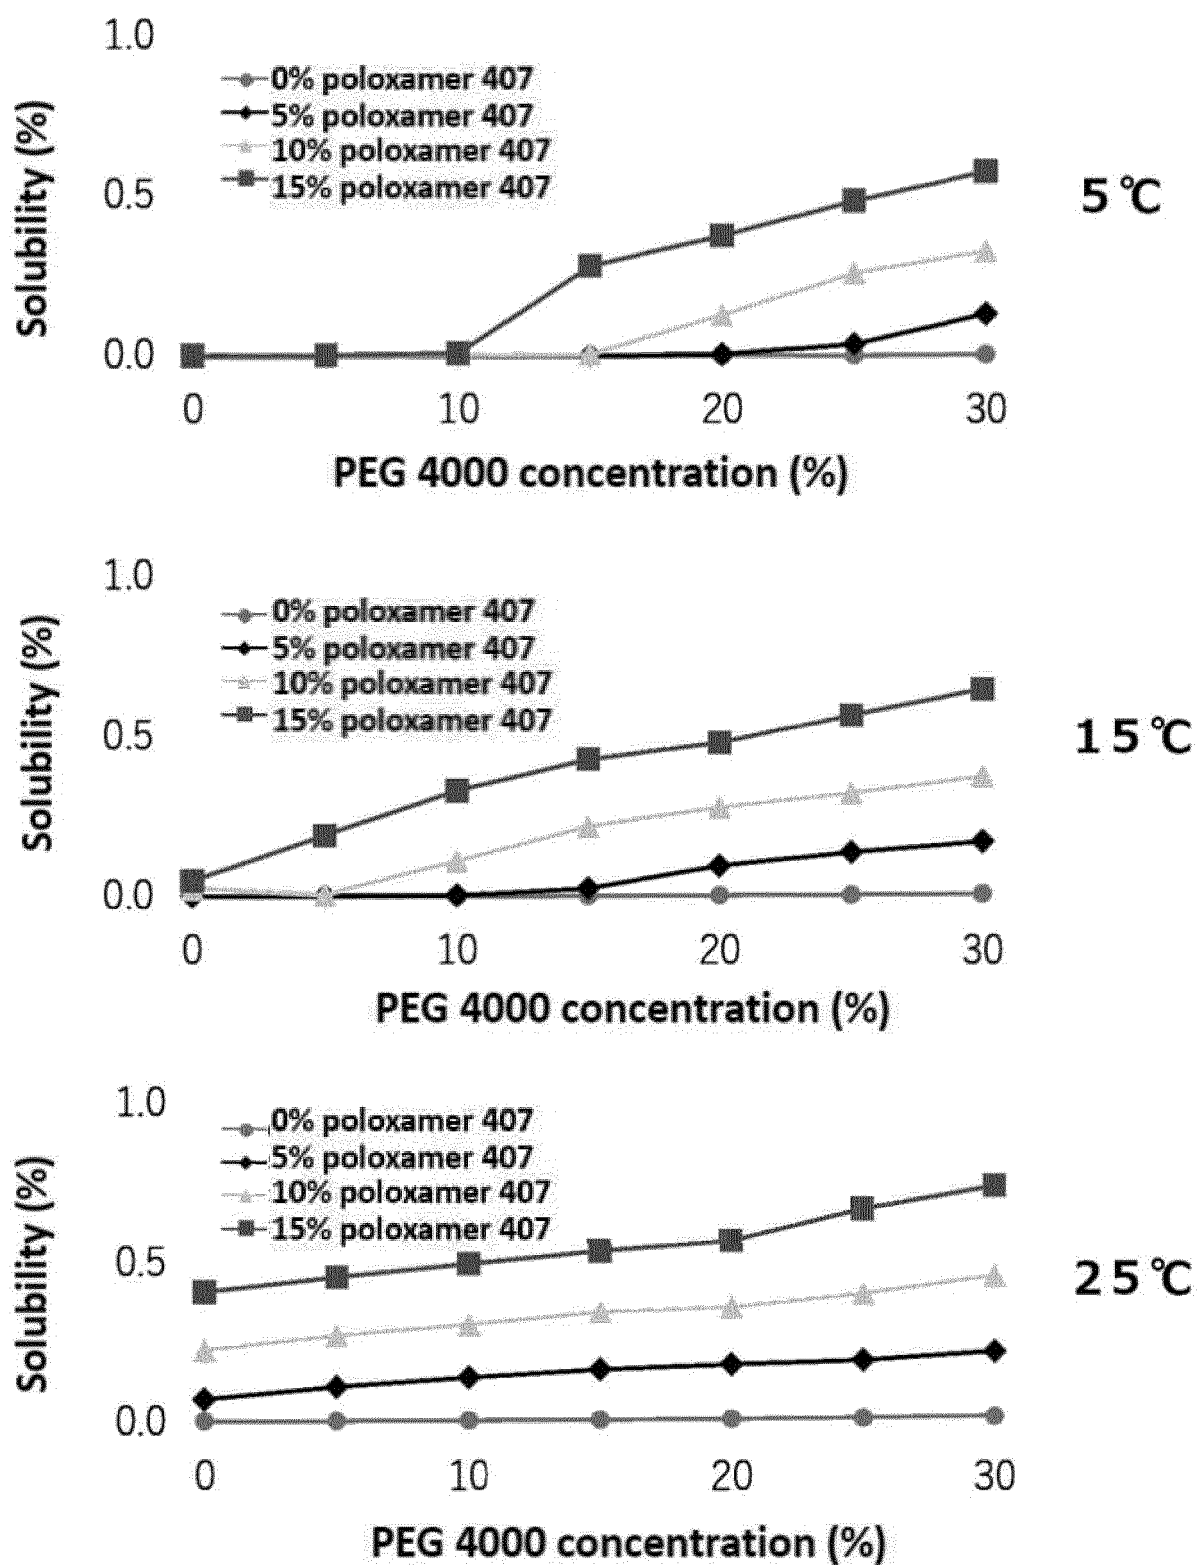 1.0
0% poloxamer 407
5% poloxamer 407
10% poloxamer 407
15% poloxamer 407
0.5
0.0
Solubility (%)
5℃
0 10 20 30
PEG 4000 concentration (%)
1.0
0% poloxamer 407
5% poloxamer 407
10% poloxamer 407
15% poloxamer 407
0.5
0.0
Solubility (%)
15℃
0 10 20 30
PEG 4000 concentration (%)
1.0
0% poloxamer 407
5% poloxamer 407
10% poloxamer 407
15% poloxamer 407
0.5
0.0
Solubility (%)
25℃
0 10 20 30
PEG 4000 concentration (%)